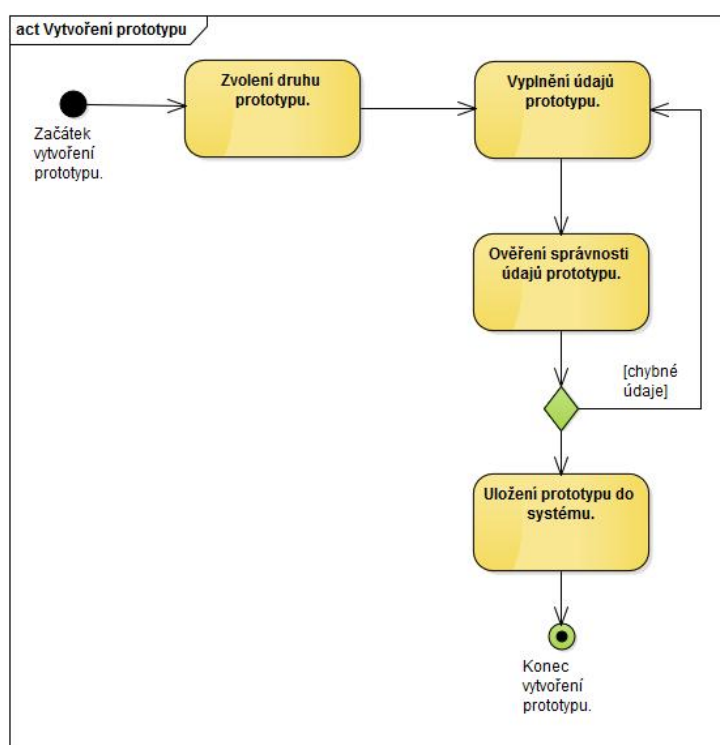 act Vytvoření prototypu
Zvolení druhu
prototypu.
Vyplnění údajů
prototypu.
Začátek
vytvoření
prototypu.
Ověření správnosti
údajů prototypu.
[chybné
údaje]
Uložení prototypu do
systému.
Konec
vytvoření
prototypu.